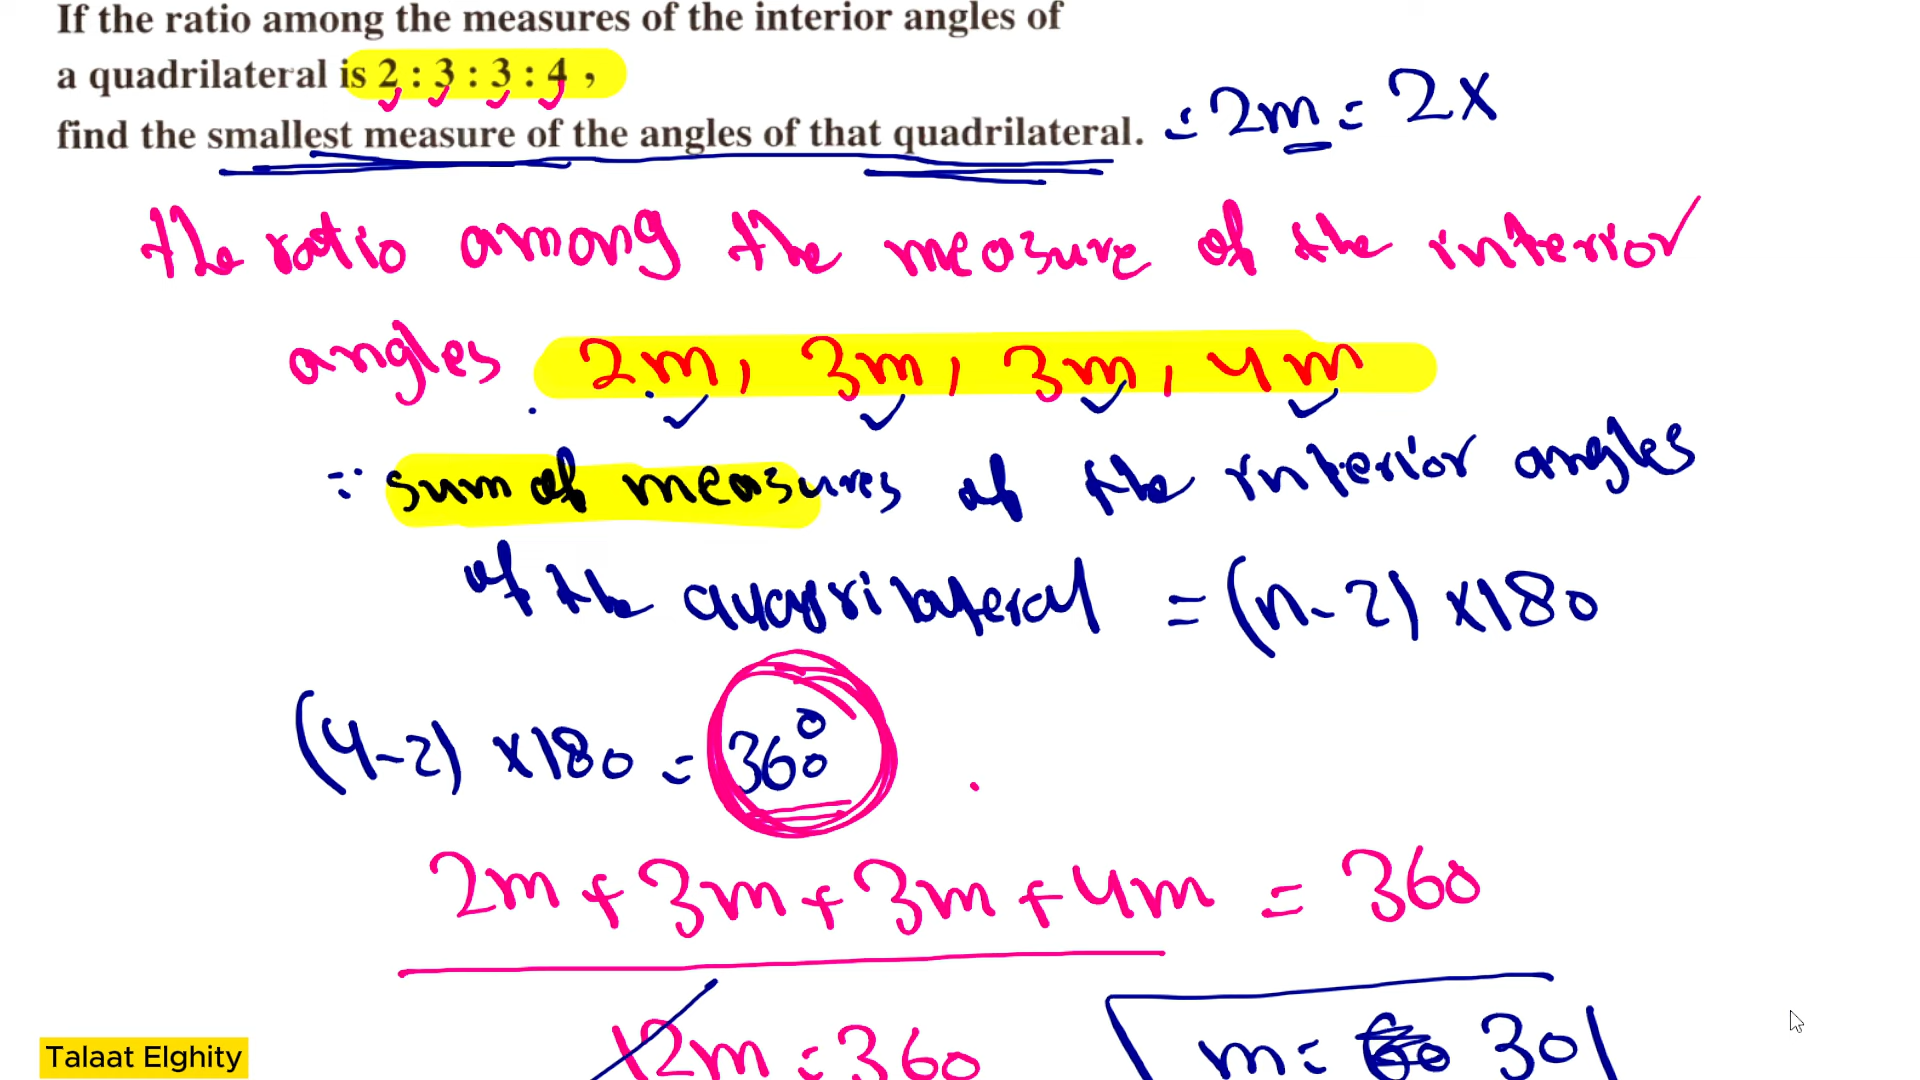 If the ratio among the measures of the interior angles of
a quadrilateral is 2 : 3 : 3 : 4 ,
find the smallest measure of the angles of that quadrilateral. = 2m = 2x
the ratio among the measure of the interior
angles 2m, 3m, 3m, 4m
∵ sum of measures of the interior angles
of the quadrilateral = (n-2) x180
(4-2) x180 = 360°
2m + 3m + 3m + 4m = 360
12m = 360 m = 30
Talaat Elghity